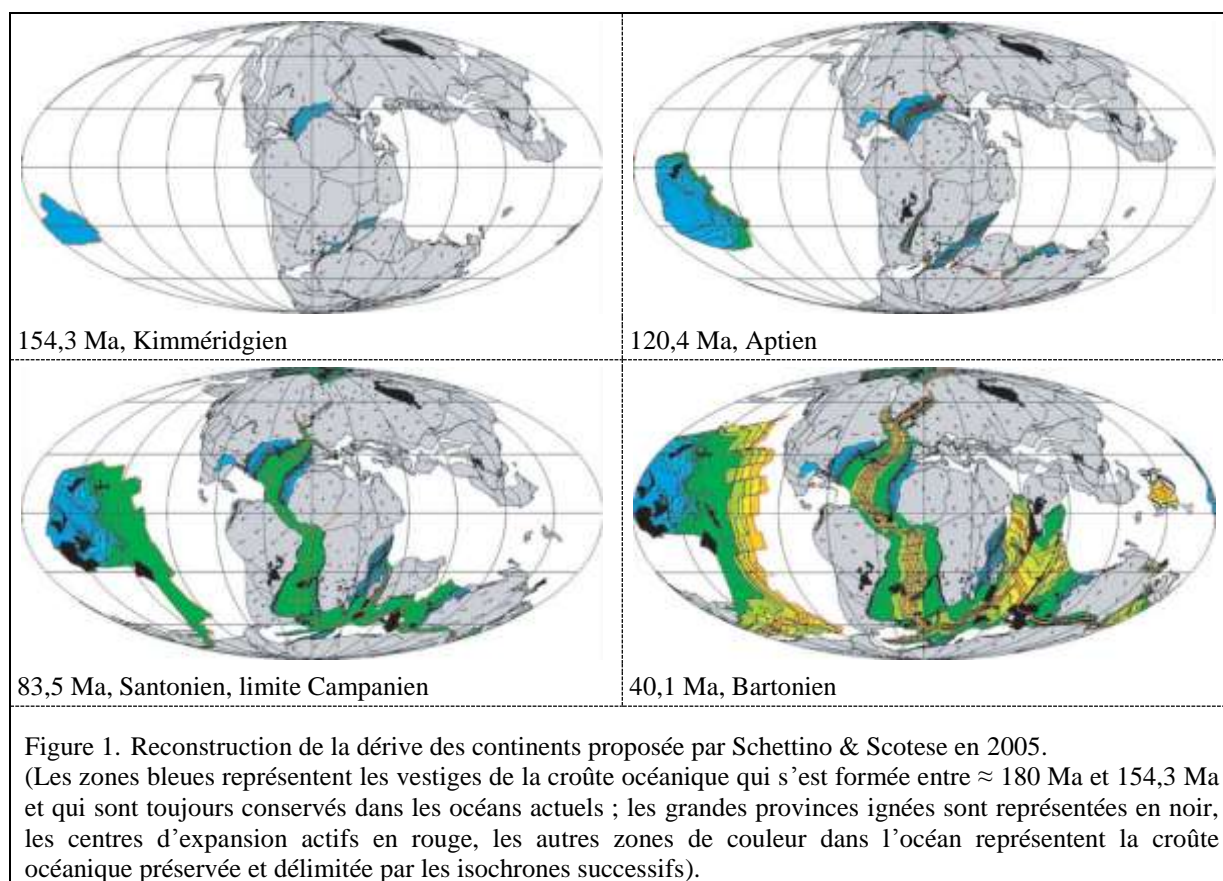 154,3 Ma, Kimméridgien
120,4 Ma, Aptien
83,5 Ma, Santonien, limite Campanien
40,1 Ma, Bartonien
Figure 1. Reconstruction de la dérive des continents proposée par Schettino & Scotese en 2005.
(Les zones bleues représentent les vestiges de la croûte océanique qui s’est formée entre ≈ 180 Ma et 154,3 Ma
et qui sont toujours conservés dans les océans actuels ; les grandes provinces ignées sont représentées en noir,
les centres d’expansion actifs en rouge, les autres zones de couleur dans l’océan représentent la croûte
océanique préservée et délimitée par les isochrones successifs).